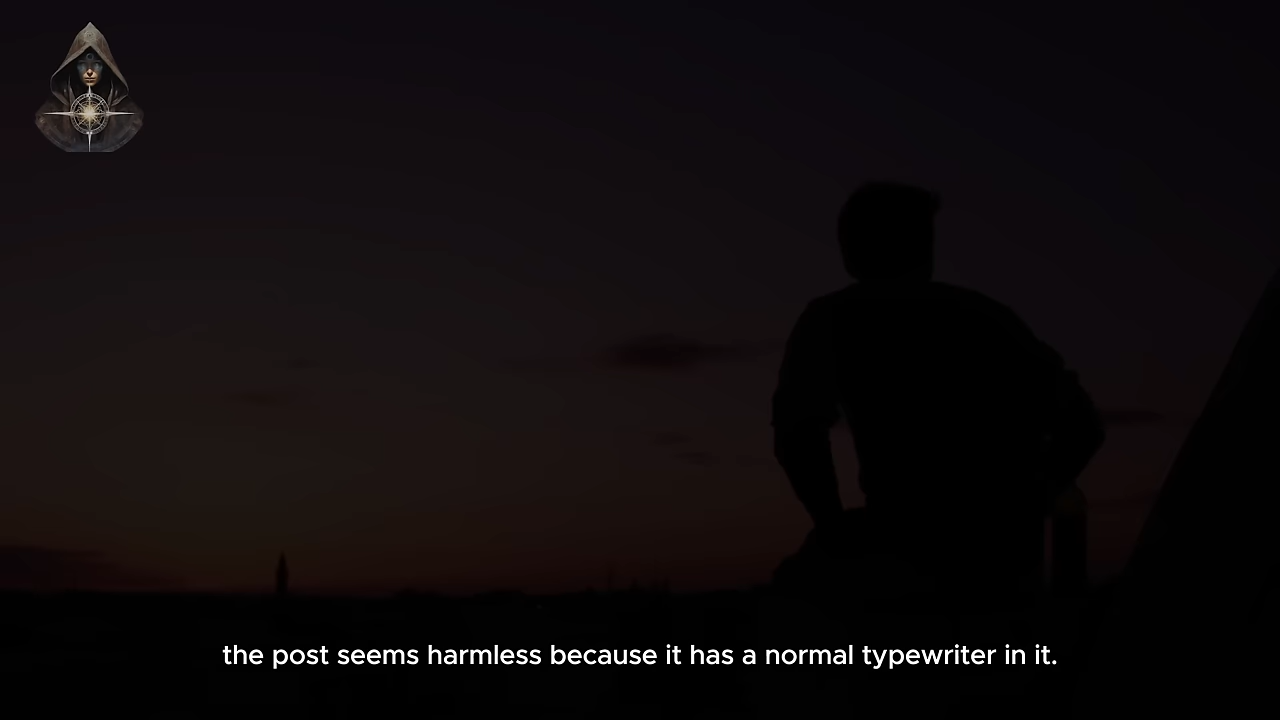 the post seems harmless because it has a normal typewriter in it.